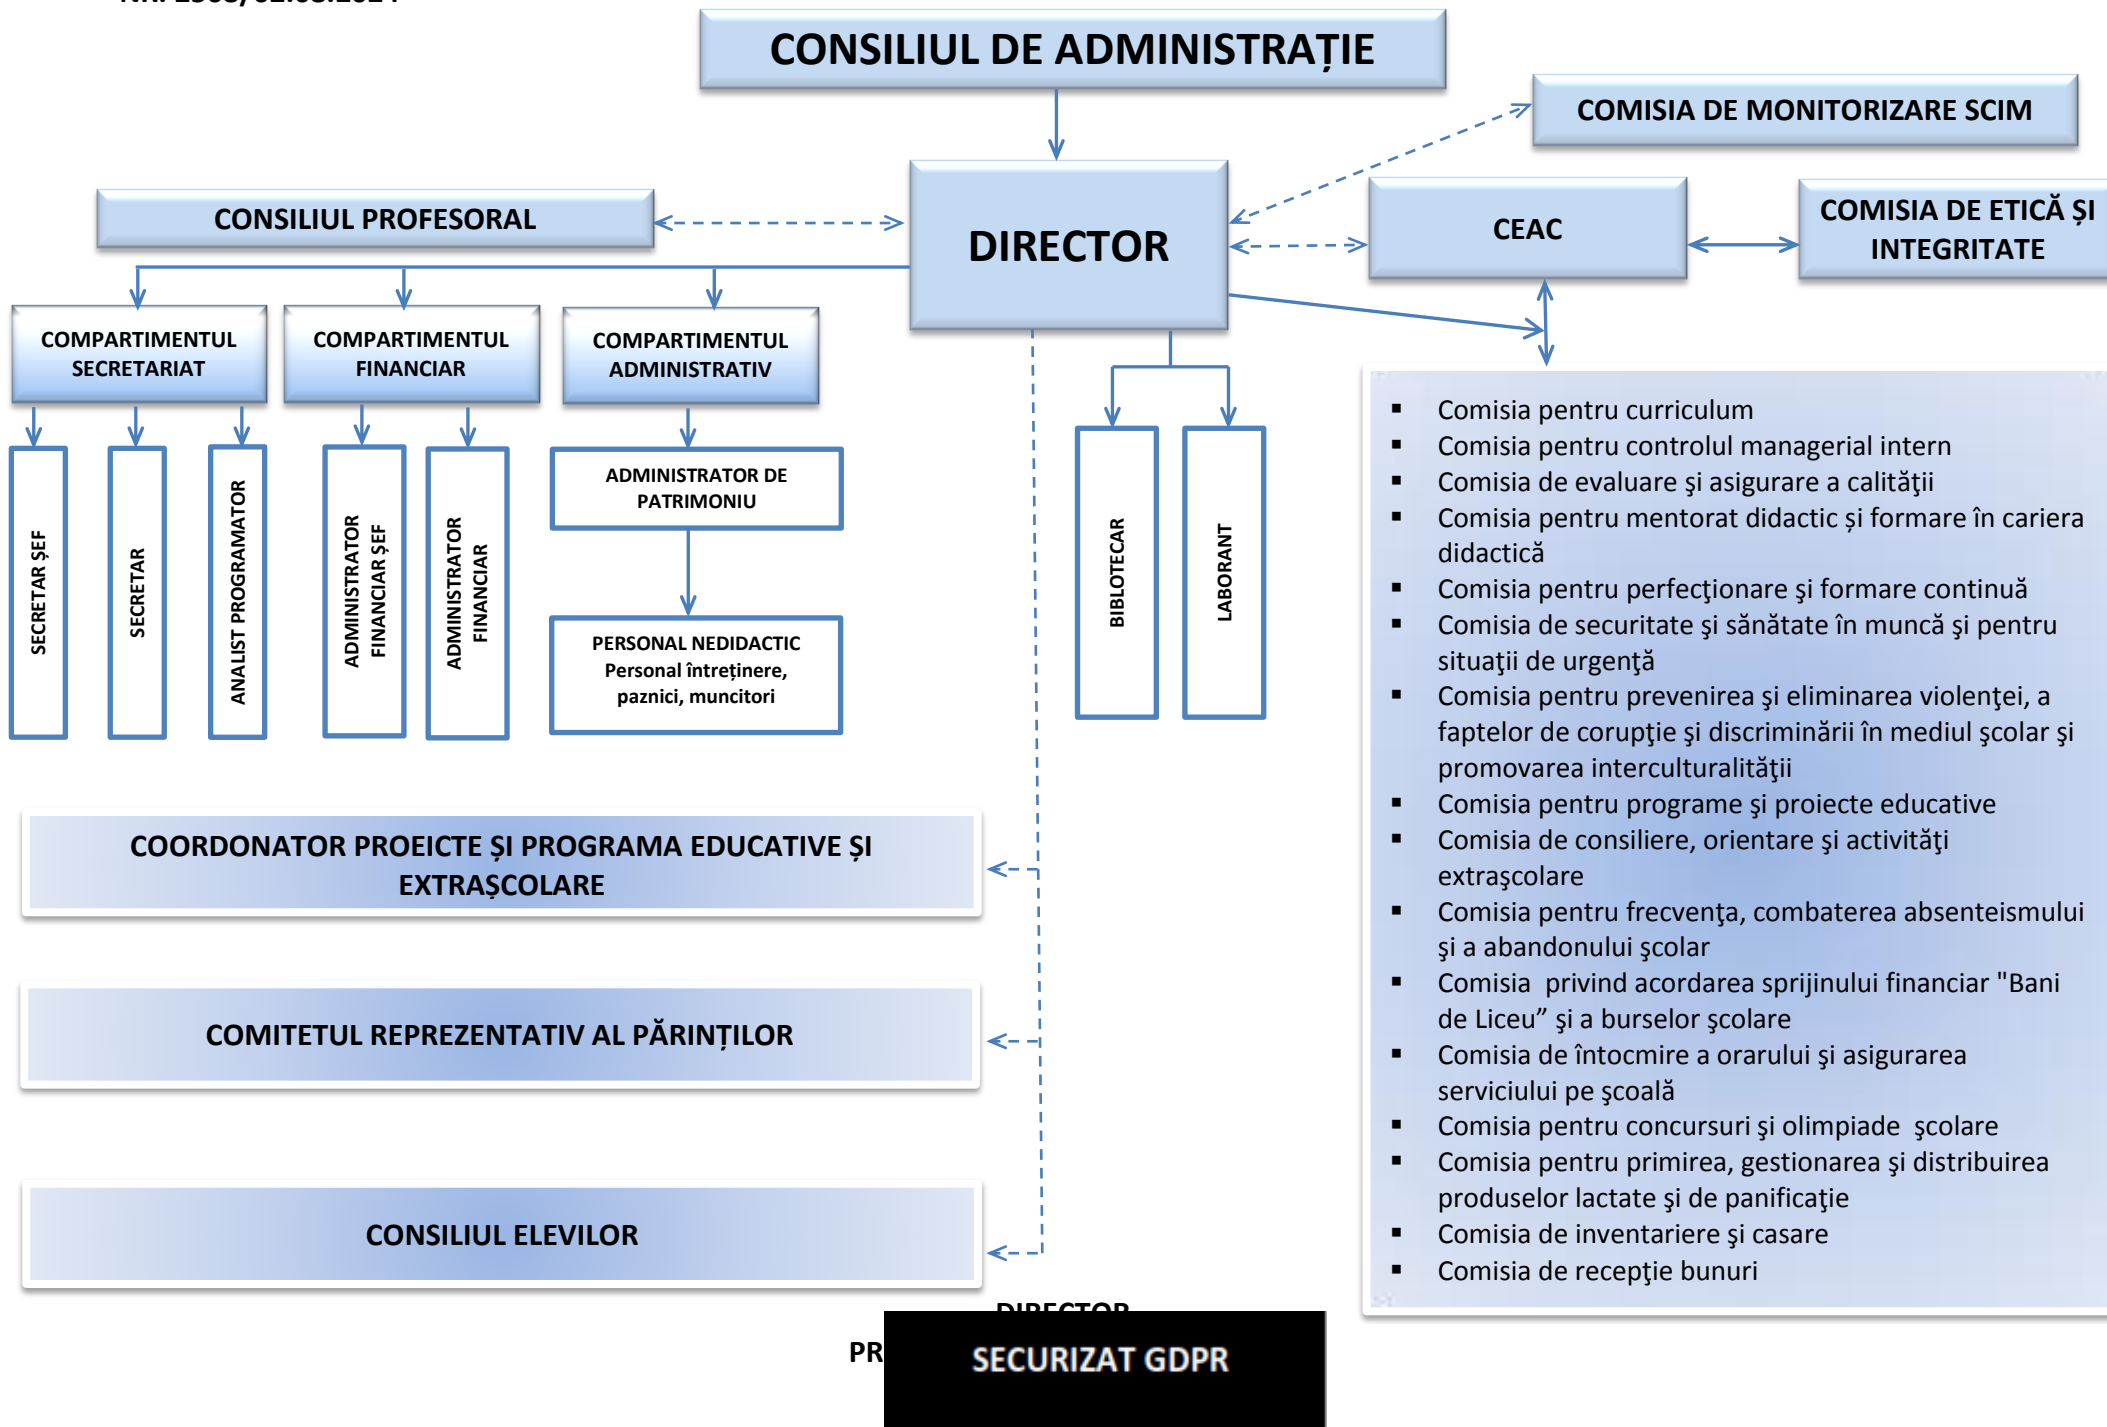 CONSILIUL DE ADMINISTRAȚIE
COMISIA DE MONITORIZARE SCIM
CONSILIUL PROFESORAL
DIRECTOR
CEAC
COMISIA DE ETICĂ ȘI
INTEGRITATE
COMPARTIMENTUL
SECRETARIAT
COMPARTIMENTUL
FINANCIAR
COMPARTIMENTUL
ADMINISTRATIV
SECRETAR ȘEF
SECRETAR
ANALIST PROGRAMATOR
ADMINISTRATOR
FINANCIAR ȘEF
ADMINISTRATOR
FINANCIAR
ADMINISTRATOR DE
PATRIMONIU
PERSONAL NEDIDACTIC
Personal întreținere,
paznici, muncitori
BIBLOTECAR
LABORANT
▪ Comisia pentru curriculum
▪ Comisia pentru controlul managerial intern
▪ Comisia de evaluare şi asigurare a calităţii
▪ Comisia pentru mentorat didactic și formare în cariera
didactică
▪ Comisia pentru perfecţionare şi formare continuă
▪ Comisia de securitate şi sănătate în muncă şi pentru
situaţii de urgenţă
▪ Comisia pentru prevenirea şi eliminarea violenţei, a
faptelor de corupţie şi discriminării în mediul şcolar şi
promovarea interculturalităţii
▪ Comisia pentru programe şi proiecte educative
▪ Comisia de consiliere, orientare şi activităţi
extraşcolare
▪ Comisia pentru frecvenţa, combaterea absenteismului
şi a abandonului şcolar
▪ Comisia privind acordarea sprijinului financiar "Bani
de Liceu” şi a burselor şcolare
▪ Comisia de întocmire a orarului şi asigurarea
serviciului pe şcoală
▪ Comisia pentru concursuri şi olimpiade şcolare
▪ Comisia pentru primirea, gestionarea şi distribuirea
produselor lactate şi de panificaţie
▪ Comisia de inventariere şi casare
▪ Comisia de recepţie bunuri
COORDONATOR PROEICTE ȘI PROGRAMA EDUCATIVE ȘI
EXTRAȘCOLARE
COMITETUL REPREZENTATIV AL PĂRINȚILOR
CONSILIUL ELEVILOR
DIRECTOR
PR
SECURIZAT GDPR